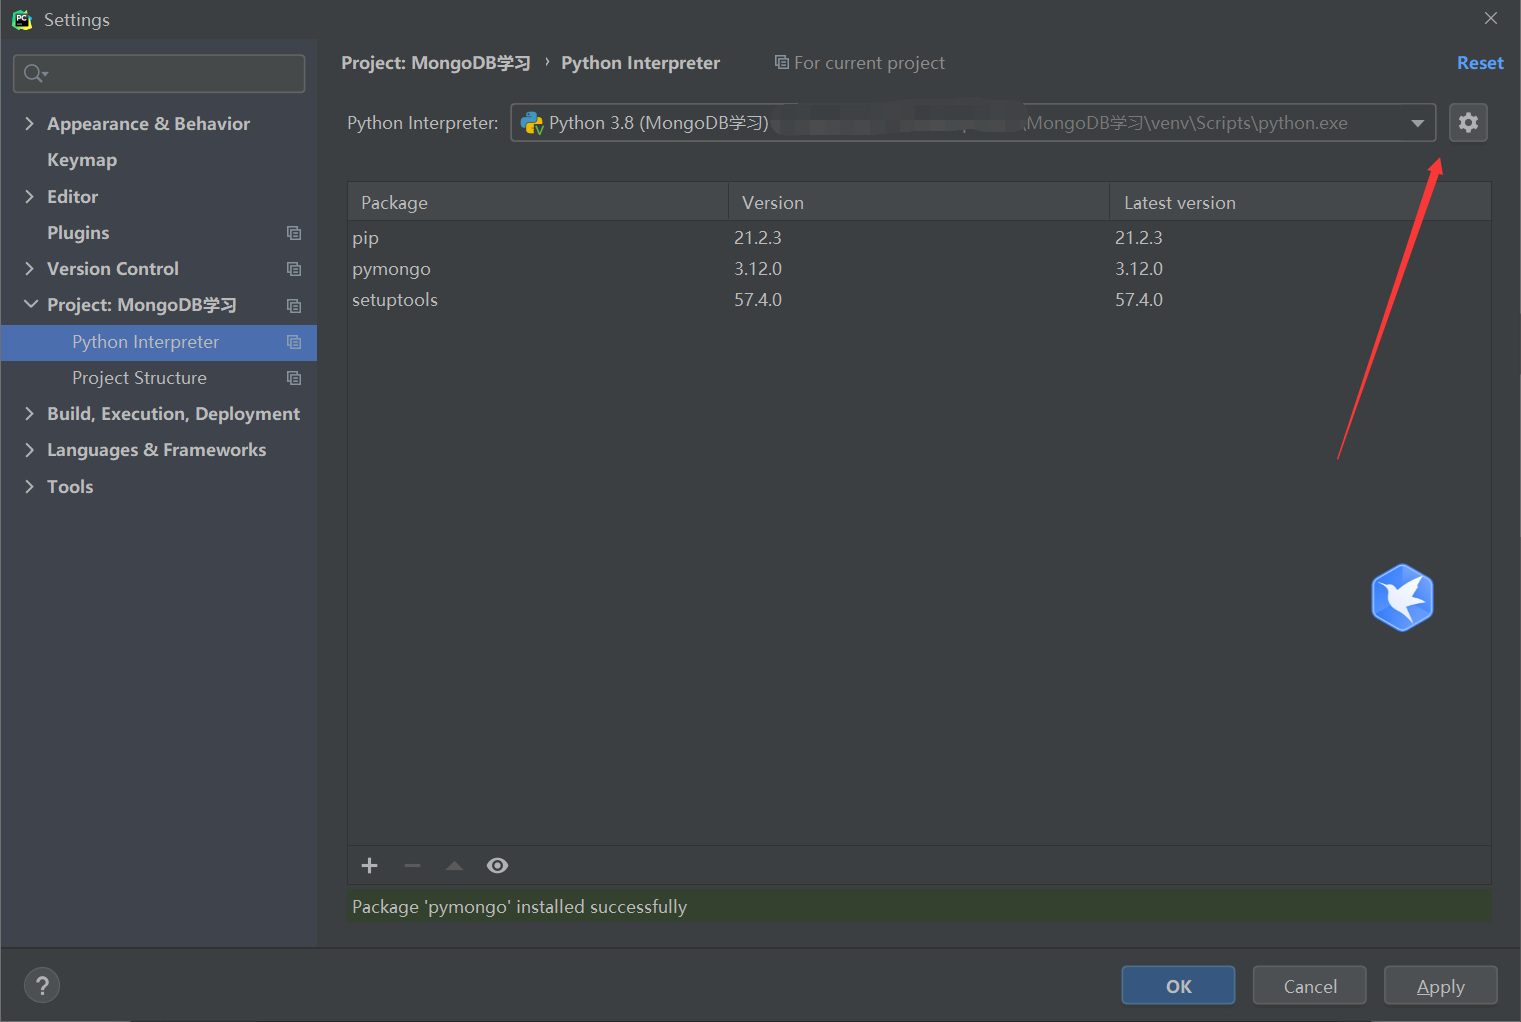 Settings
Project: MongoDB学习 › Python Interpreter For current project Reset
Appearance & Behavior
Keymap
Editor
Plugins
Version Control
Project: MongoDB学习
Python Interpreter
Project Structure
Build, Execution, Deployment
Languages & Frameworks
Tools
Python Interpreter: Python 3.8 (MongoDB学习) \MongoDB学习\venv\Scripts\python.exe
Package Version Latest version
pip 21.2.3 21.2.3
pymongo 3.12.0 3.12.0
setuptools 57.4.0 57.4.0
Package 'pymongo' installed successfully
? OK Cancel Apply